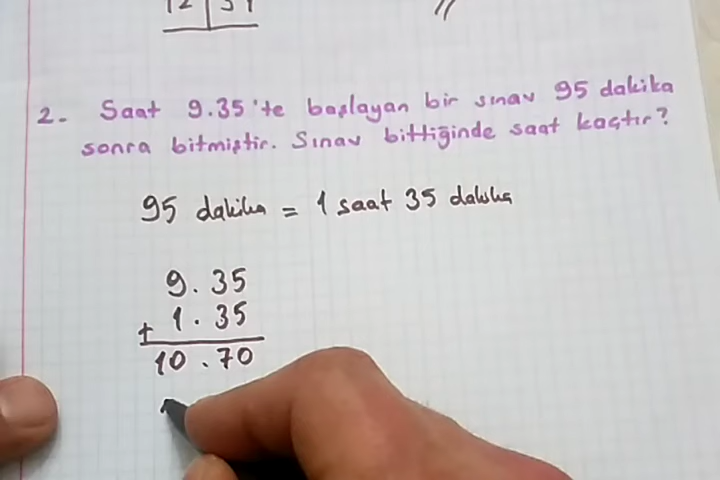 2. Saat 9.35'te başlayan bir sınav 95 dakika
sonra bitmiştir. Sınav bittiğinde saat kaçtır?
95 dakika = 1 saat 35 dakika
9.35
+ 1.35
10.70